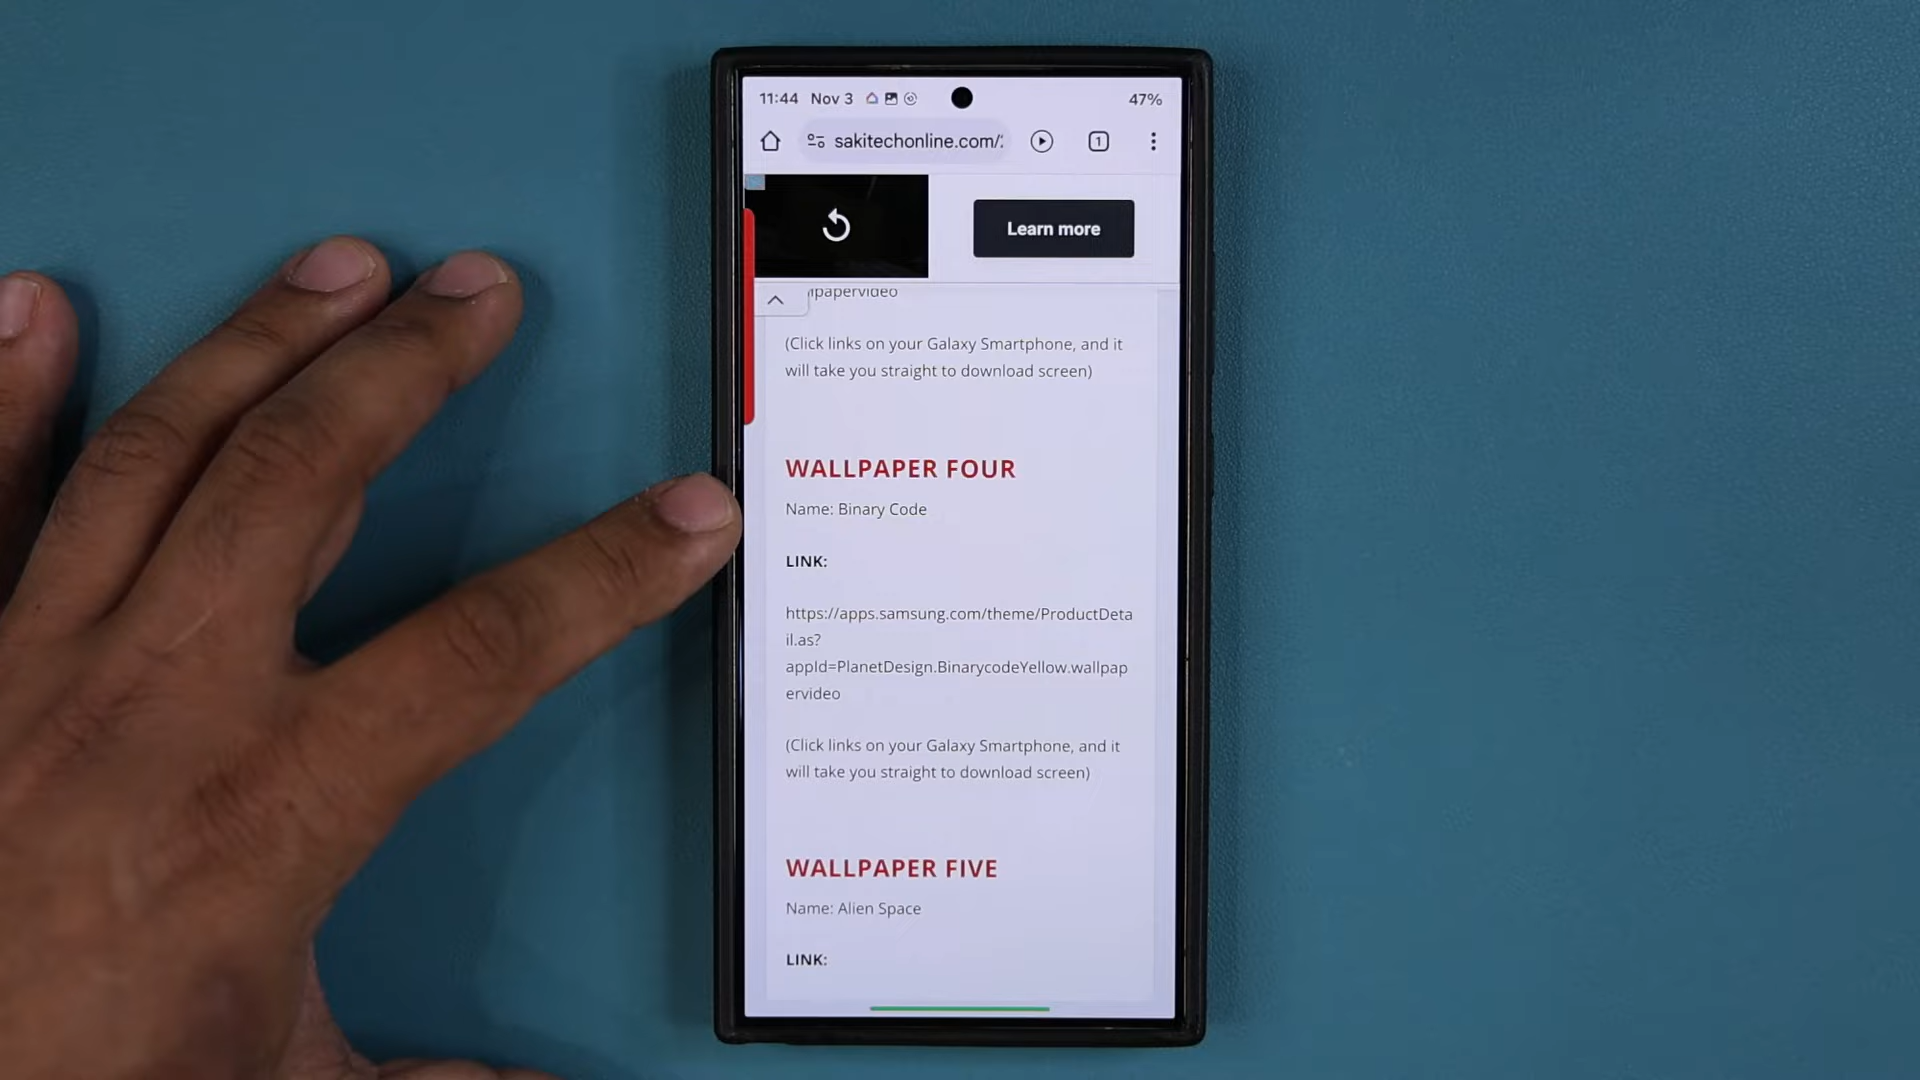 11:44 Nov 3 47%
sakitechonline.com/
1
Learn more
lpapervideo
(Click links on your Galaxy Smartphone, and it
will take you straight to download screen)
WALLPAPER FOUR
Name: Binary Code
LINK:
https://apps.samsung.com/theme/ProductDeta
il.as?
appId=PlanetDesign.BinarycodeYellow.wallpap
ervideo
(Click links on your Galaxy Smartphone, and it
will take you straight to download screen)
WALLPAPER FIVE
Name: Alien Space
LINK: